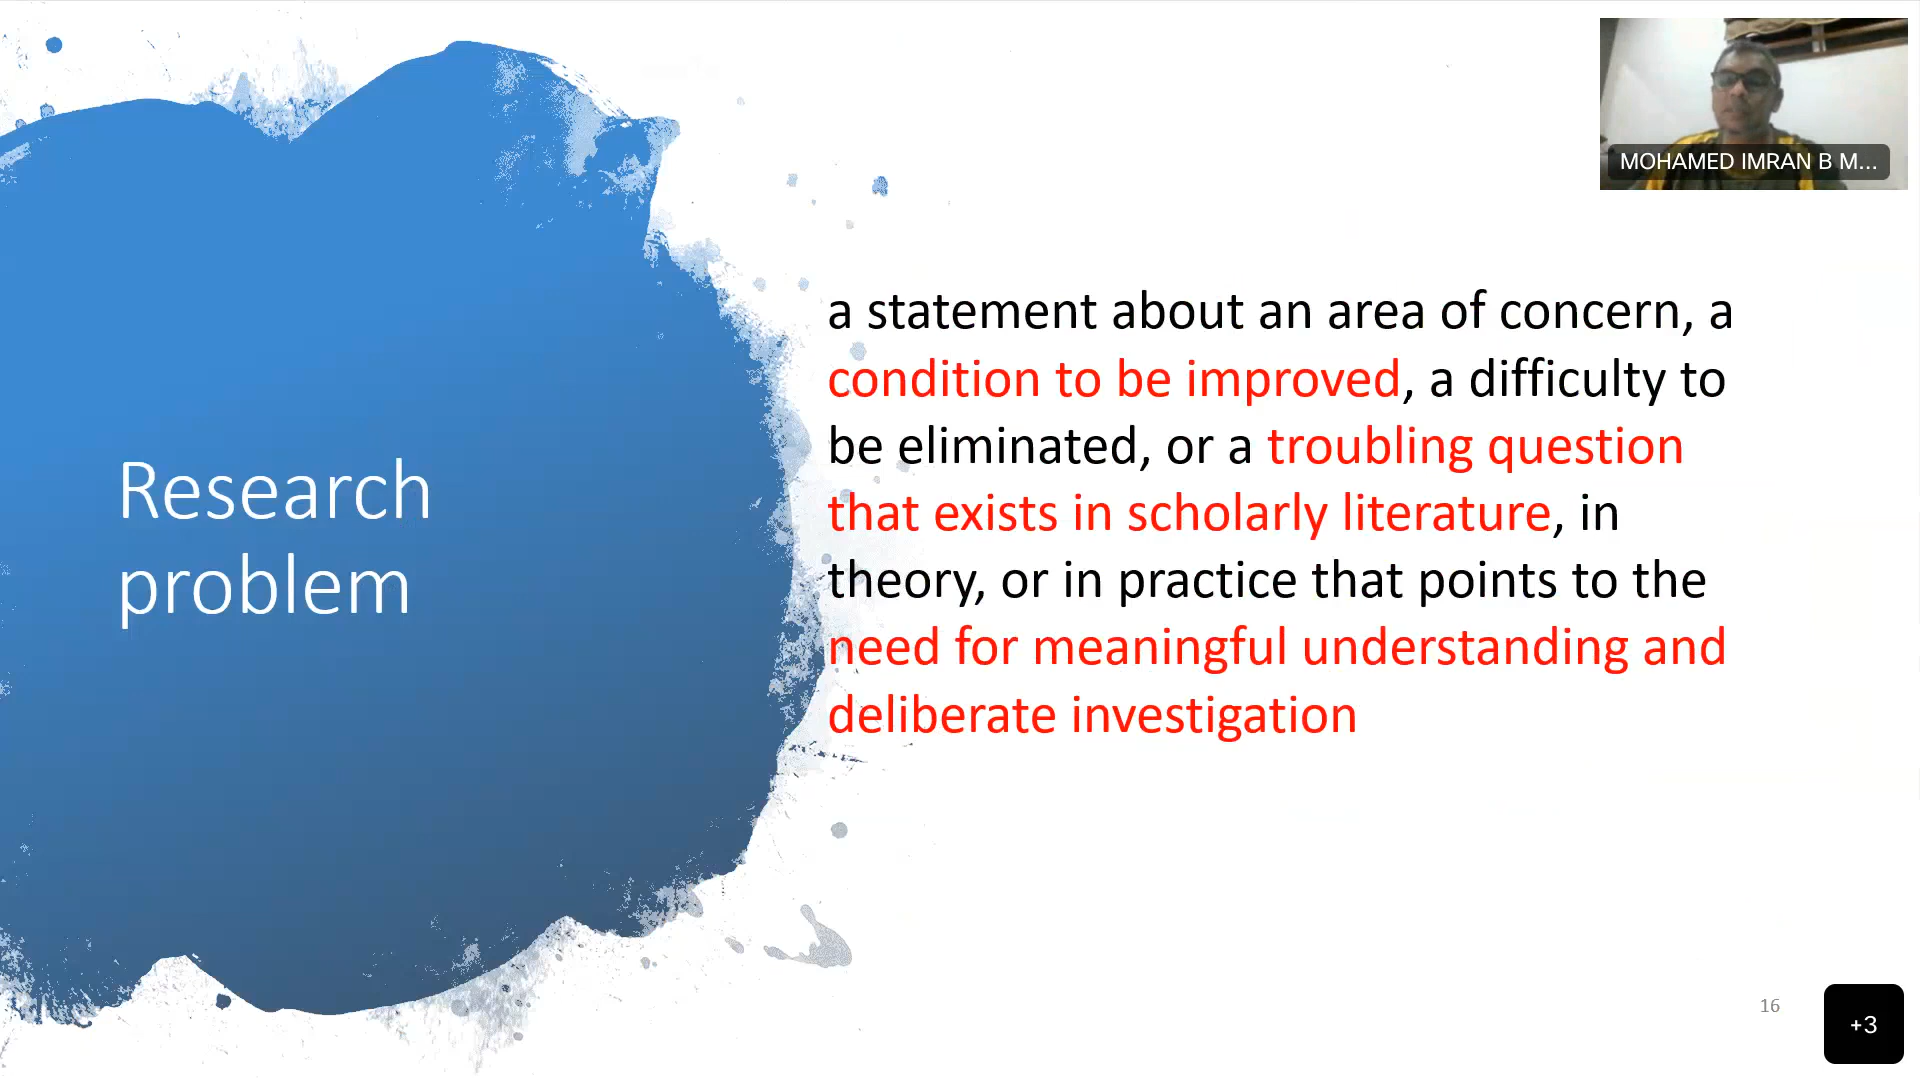 MOHAMED IMRAN B M...
Research
problem
a statement about an area of concern, a
condition to be improved, a difficulty to
be eliminated, or a troubling question
that exists in scholarly literature, in
theory, or in practice that points to the
need for meaningful understanding and
deliberate investigation
16
+3